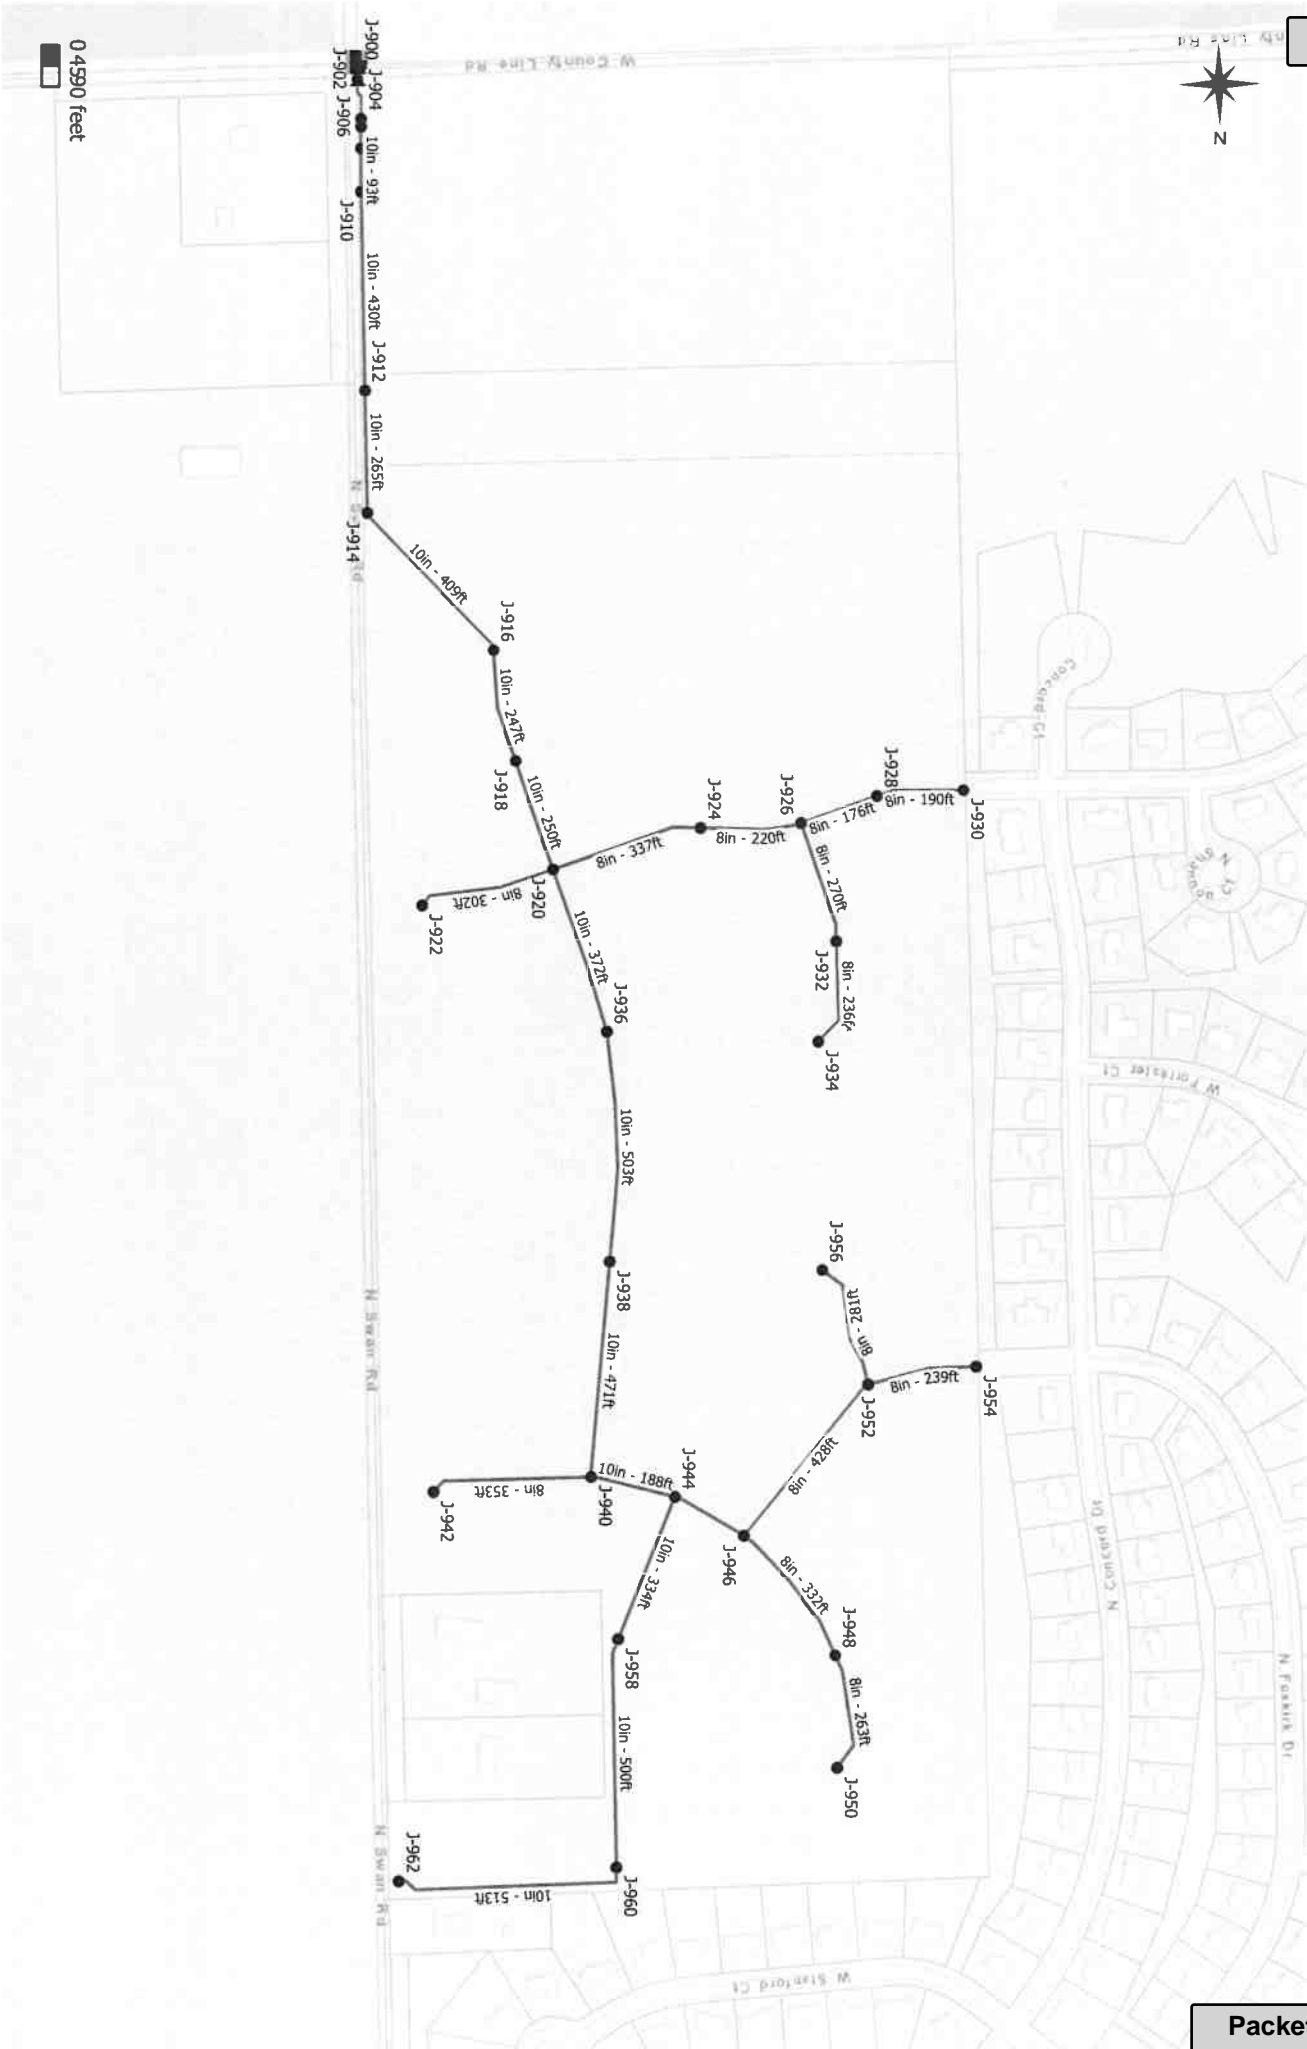 nty Line Rd
W County Line Rd
N
0 4590 feet
J-900
J-902
J-904
J-906
10in - 93ft
J-910
10in - 430ft
J-912
10in - 265ft
J-914
10in - 409ft
J-916
10in - 247ft
J-918
10in - 250ft
J-920
8in - 302ft
J-922
8in - 337ft
J-924
8in - 220ft
J-926
8in - 176ft
J-928
8in - 190ft
J-930
8in - 270ft
J-932
8in - 236ft
J-934
10in - 372ft
J-936
10in - 503ft
J-938
10in - 471ft
J-940
8in - 353ft
J-942
10in - 188ft
J-944
J-946
8in - 428ft
J-952
8in - 239ft
J-954
8in - 281ft
J-956
8in - 332ft
J-948
8in - 263ft
J-950
10in - 334ft
J-958
10in - 500ft
J-960
10in - 513ft
J-962
Concord Ct
W Forrester Ct
N Swan Rd
N Concord Dr
N Foxkirk Dr
N Swan Rd
W Stanford Ct
Packet